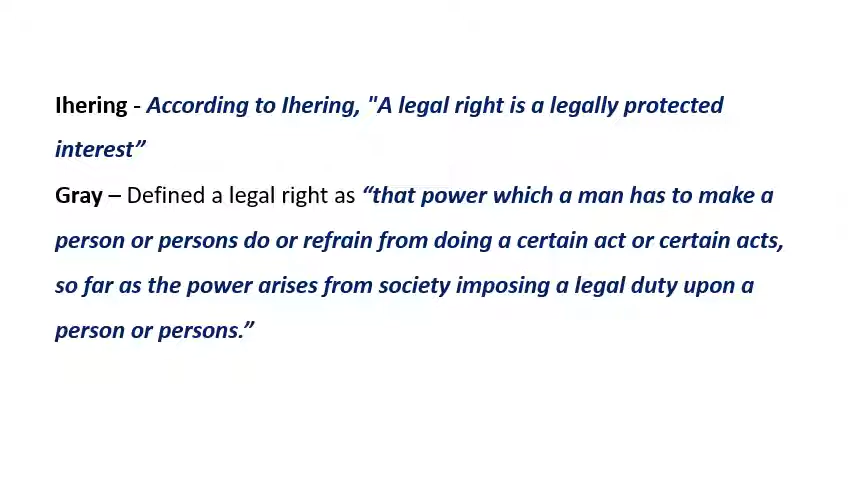 Ihering - According to Ihering, "A legal right is a legally protected
interest”
Gray – Defined a legal right as “that power which a man has to make a
person or persons do or refrain from doing a certain act or certain acts,
so far as the power arises from society imposing a legal duty upon a
person or persons.”